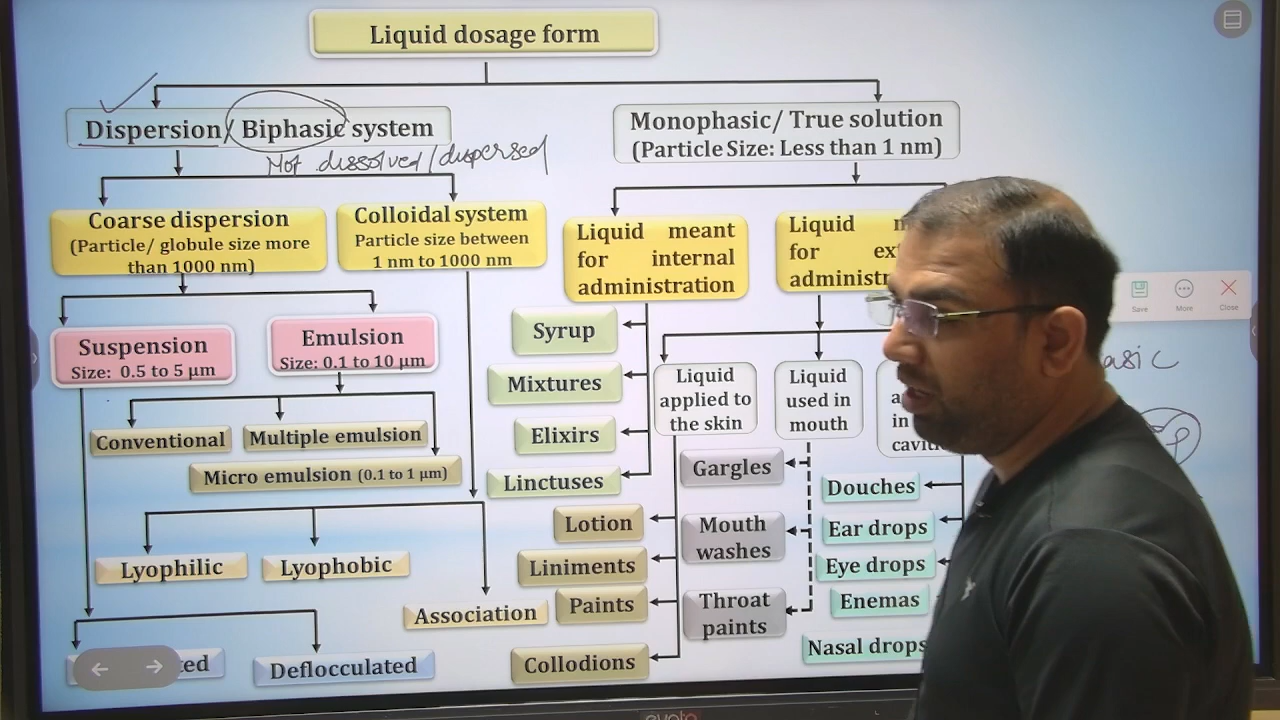 Liquid dosage form
Dispersion/ Biphasic system
Not dissolved/dispersed
Monophasic/ True solution
(Particle Size: Less than 1 nm)
Coarse dispersion
(Particle/ globule size more
than 1000 nm)
Colloidal system
Particle size between
1 nm to 1000 nm
Liquid meant
for internal
administration
Liquid
for
Suspension
Size: 0.5 to 5 μm
Emulsion
Size: 0.1 to 10 μm
Conventional
Multiple emulsion
Micro emulsion (0.1 to 1 μm)
Lyophilic
Lyophobic
Association
Deflocculated
Syrup
Mixtures
Elixirs
Linctuses
Liquid
applied to
the skin
Liquid
used in
mouth
in
Lotion
Liniments
Paints
Collodions
Gargles
Mouth
washes
Throat
paints
Douches
Ear drops
Eye drops
Enemas
Nasal drops
Save
More
Close